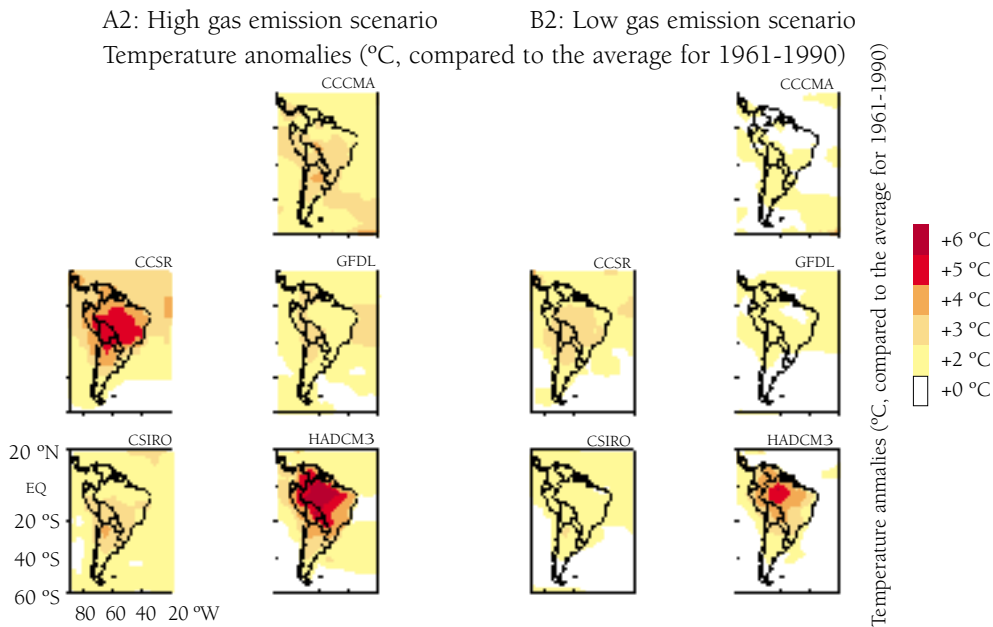 A2: High gas emission scenario
B2: Low gas emission scenario
Temperature anomalies (ºC, compared to the average for 1961-1990)
CCCMA
CCCMA
CCSR
GFDL
CCSR
GFDL
CSIRO
HADCM3
CSIRO
HADCM3
20 ºN
EQ
20 ºS
40 ºS
60 ºS
80 60 40 20 ºW
Temperature anmalies (ºC, compared to the average for 1961-1990)
+6 ºC
+5 ºC
+4 ºC
+3 ºC
+2 ºC
+0 ºC